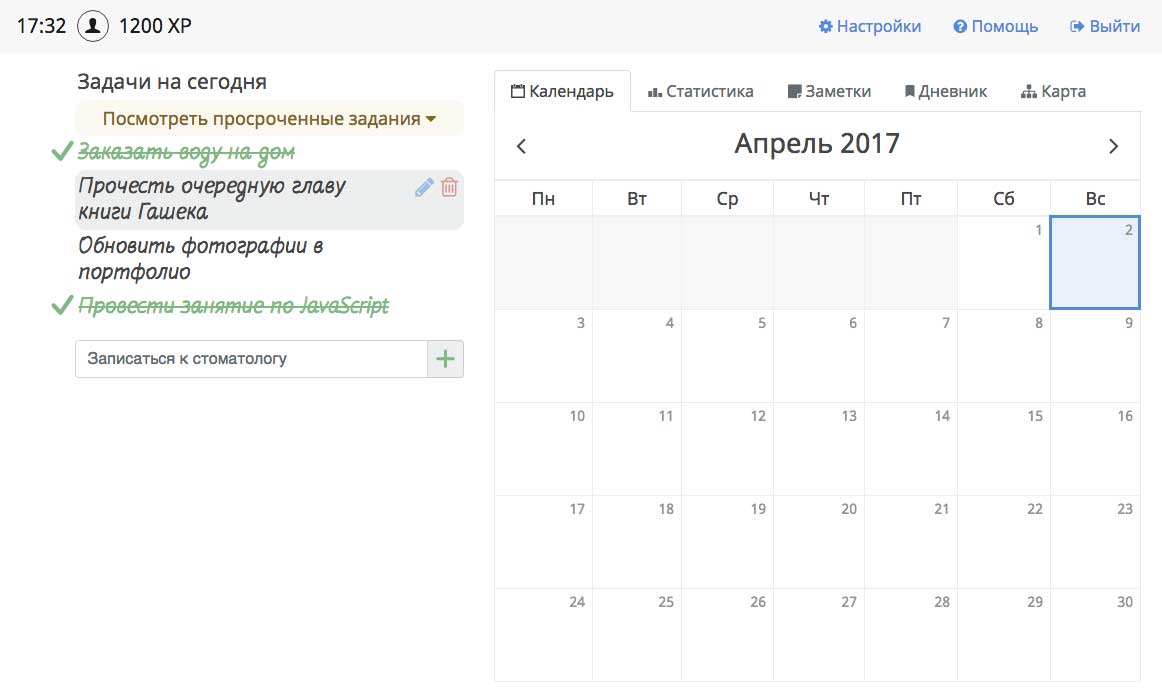 17:32 1200 XP Настройки Помощь Выйти
Задачи на сегодня
Посмотреть просроченные задания
Заказать воду на дом
Прочесть очередную главу
книги Гашека
Обновить фотографии в
портфолио
Провести занятие по JavaScript
Записаться к стоматологу
Календарь Статистика Заметки Дневник Карта
Апрель 2017
Пн Вт Ср Чт Пт Сб Вс
1 2
3 4 5 6 7 8 9
10 11 12 13 14 15 16
17 18 19 20 21 22 23
24 25 26 27 28 29 30